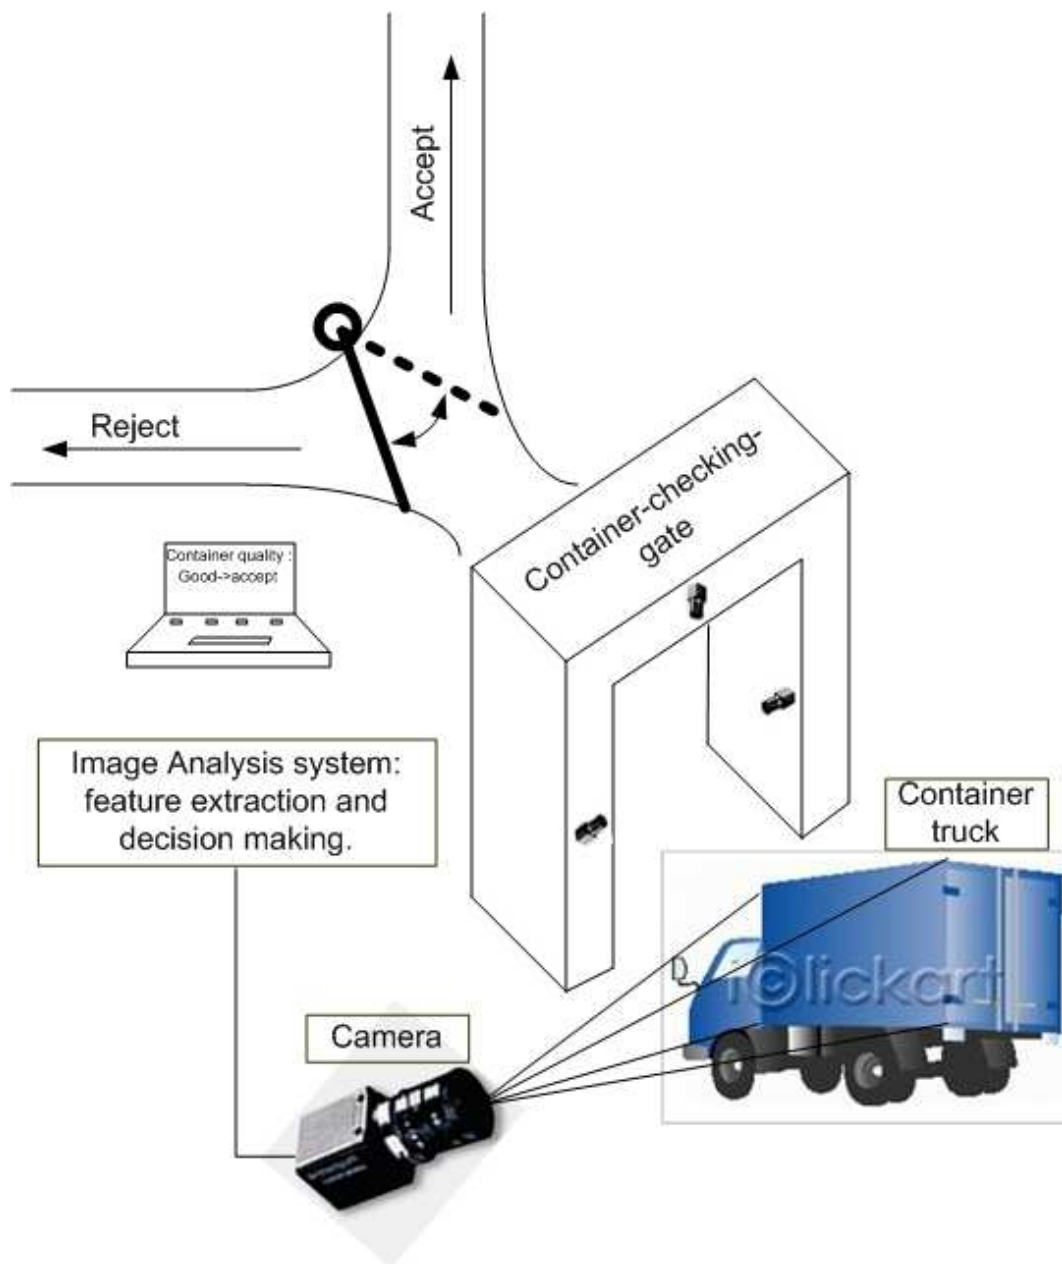 Accept
Reject
Container-checking-
gate
Container quality :
Good->accept
Image Analysis system:
feature extraction and
decision making.
Container
truck
Camera